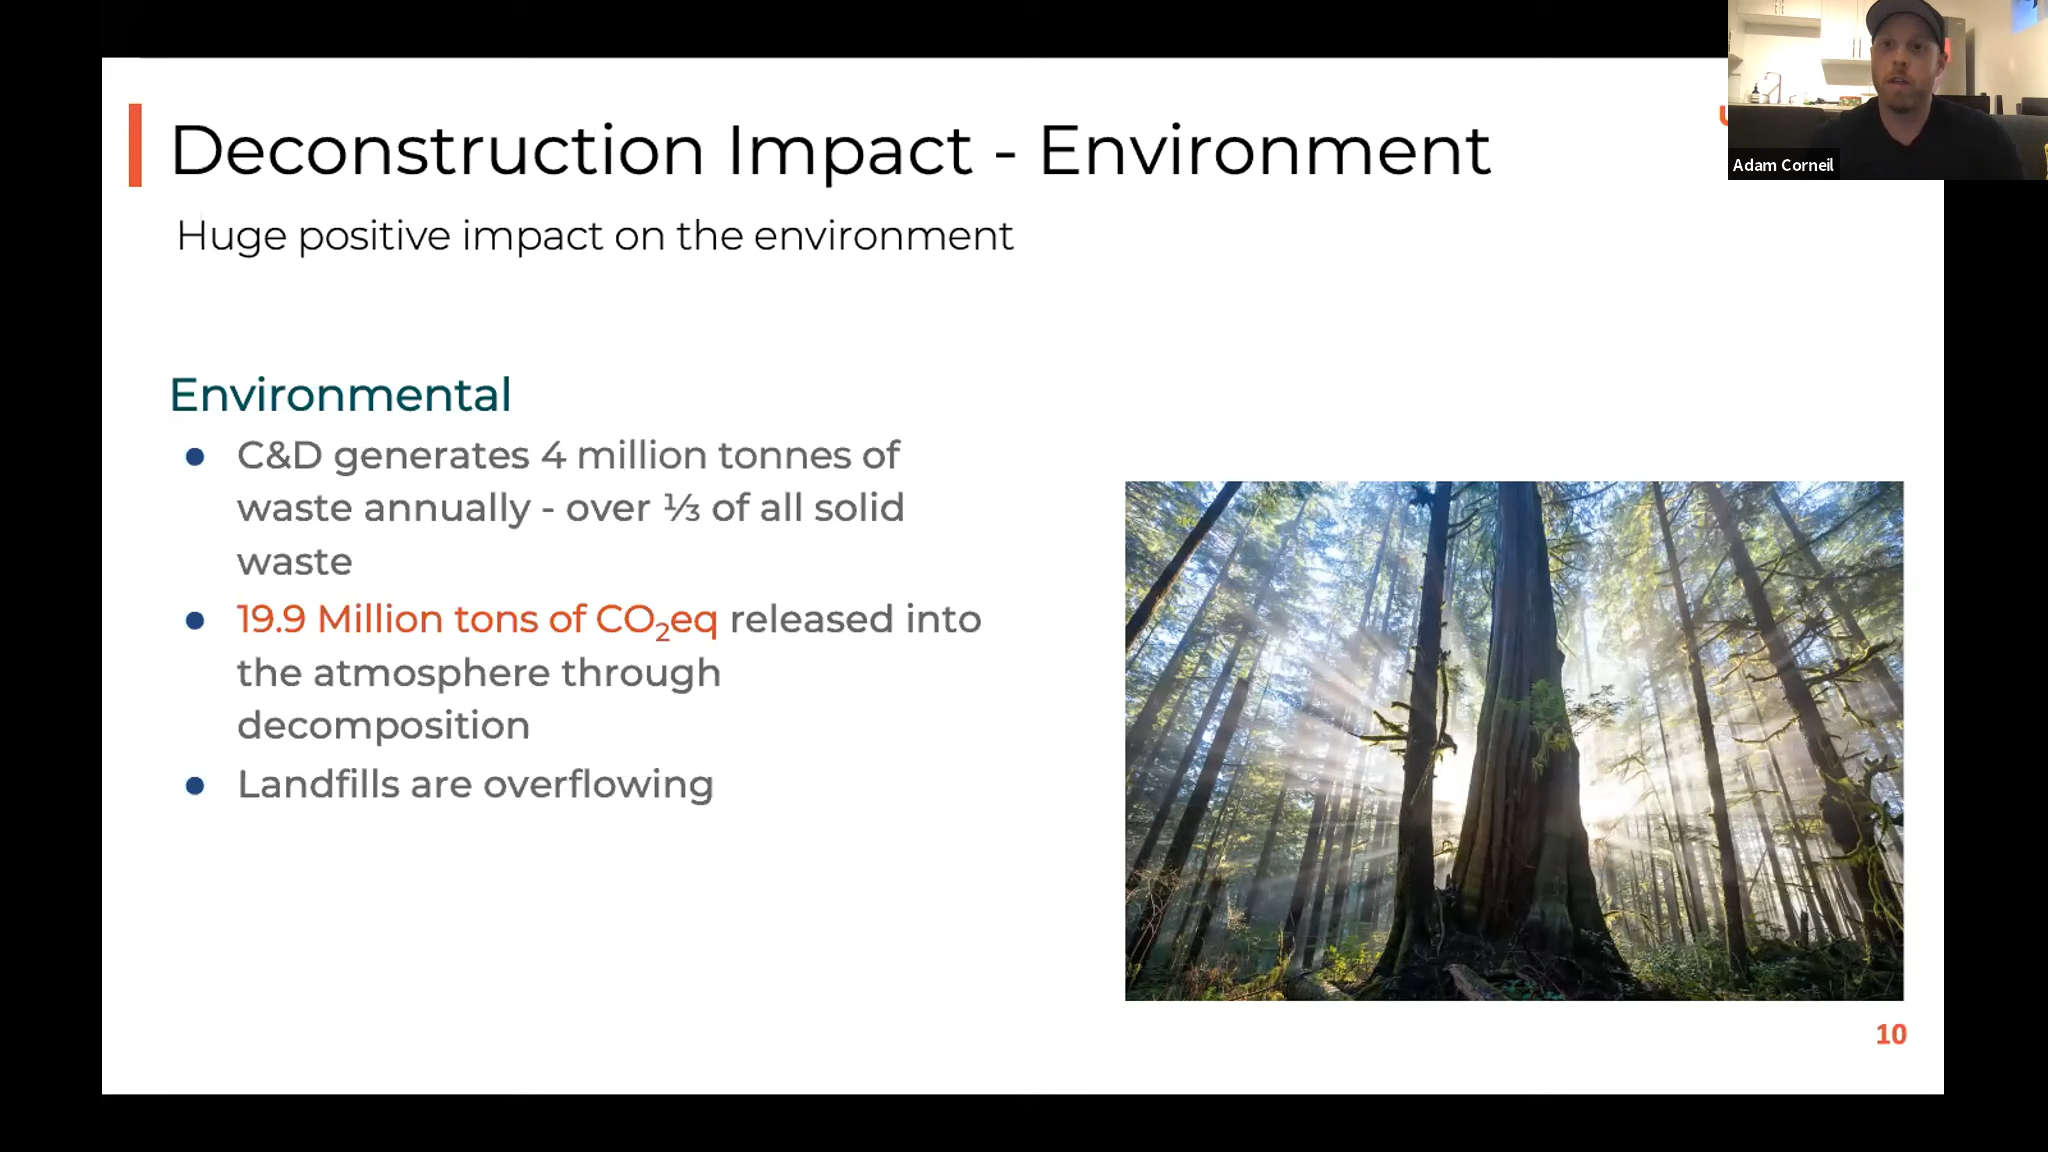 Deconstruction Impact - Environment
Adam Corneil
Huge positive impact on the environment
Environmental
● C&D generates 4 million tonnes of
waste annually - over ⅓ of all solid
waste
● 19.9 Million tons of CO₂eq released into
the atmosphere through
decomposition
● Landfills are overflowing
10